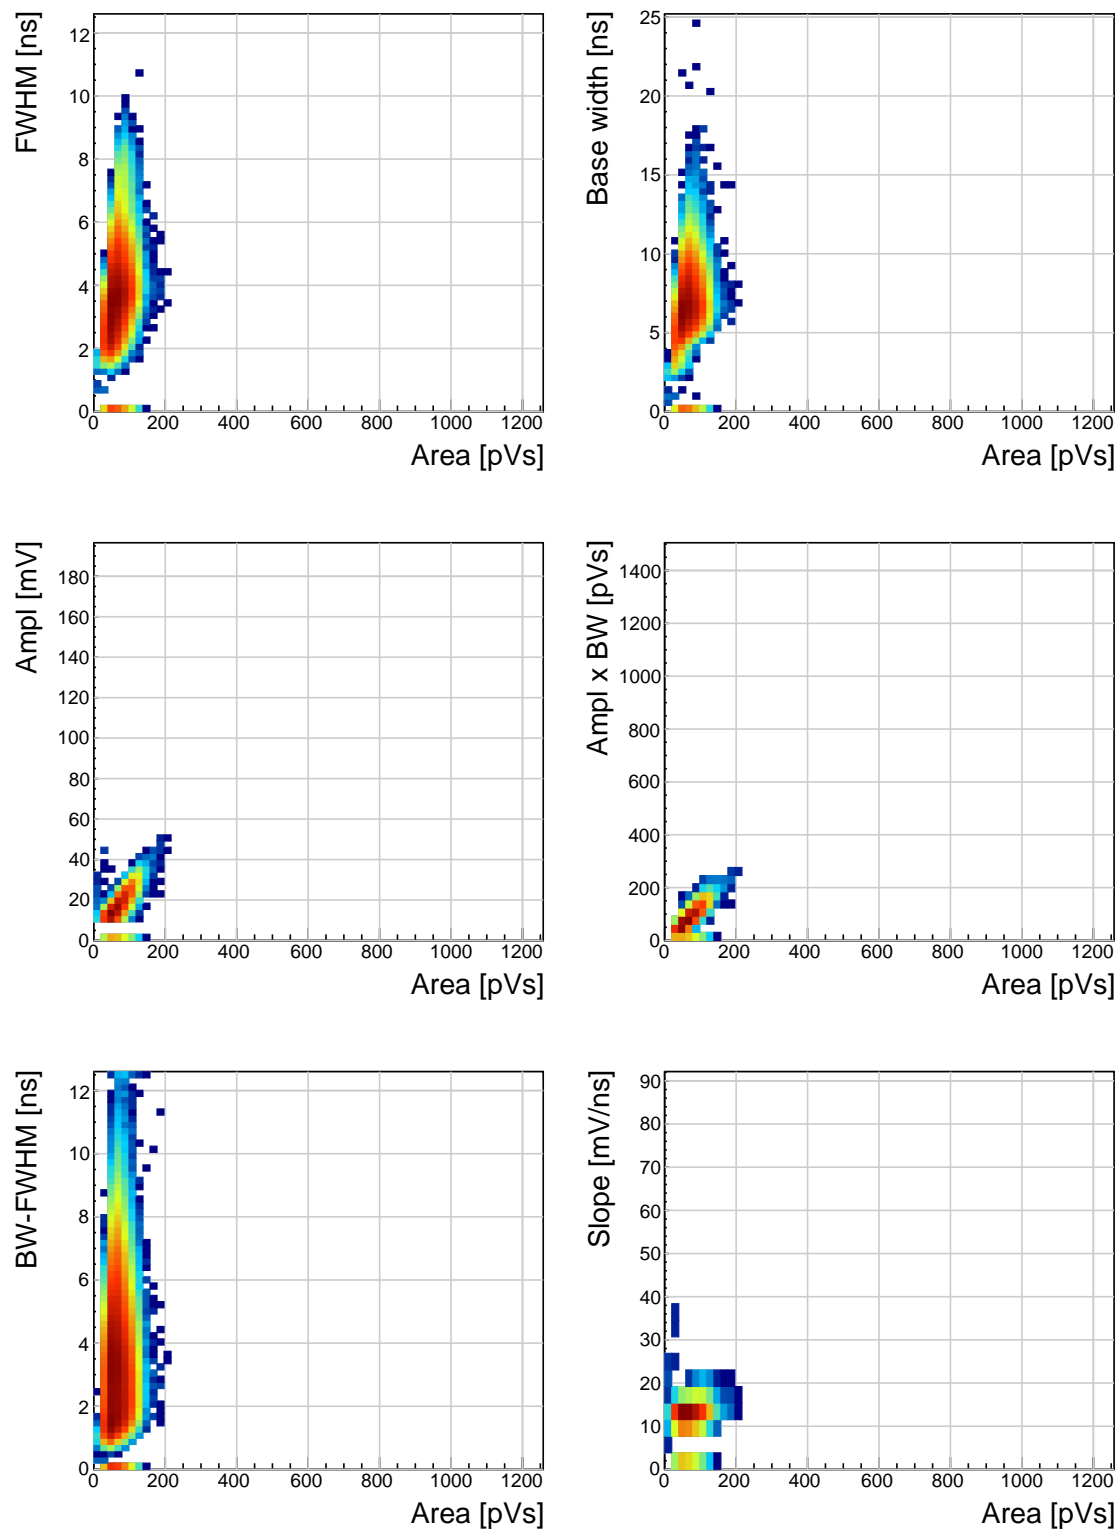 FWHM [ns]
12
10
8
6
4
2
0
0 200 400 600 800 1000 1200
Area [pVs]
Base width [ns]
25
20
15
10
5
0
0 200 400 600 800 1000 1200
Area [pVs]
Ampl [mV]
180
160
140
120
100
80
60
40
20
0
0 200 400 600 800 1000 1200
Area [pVs]
Ampl x BW [pVs]
1400
1200
1000
800
600
400
200
0
0 200 400 600 800 1000 1200
Area [pVs]
BW-FWHM [ns]
12
10
8
6
4
2
0
0 200 400 600 800 1000 1200
Area [pVs]
Slope [mV/ns]
90
80
70
60
50
40
30
20
10
0
0 200 400 600 800 1000 1200
Area [pVs]